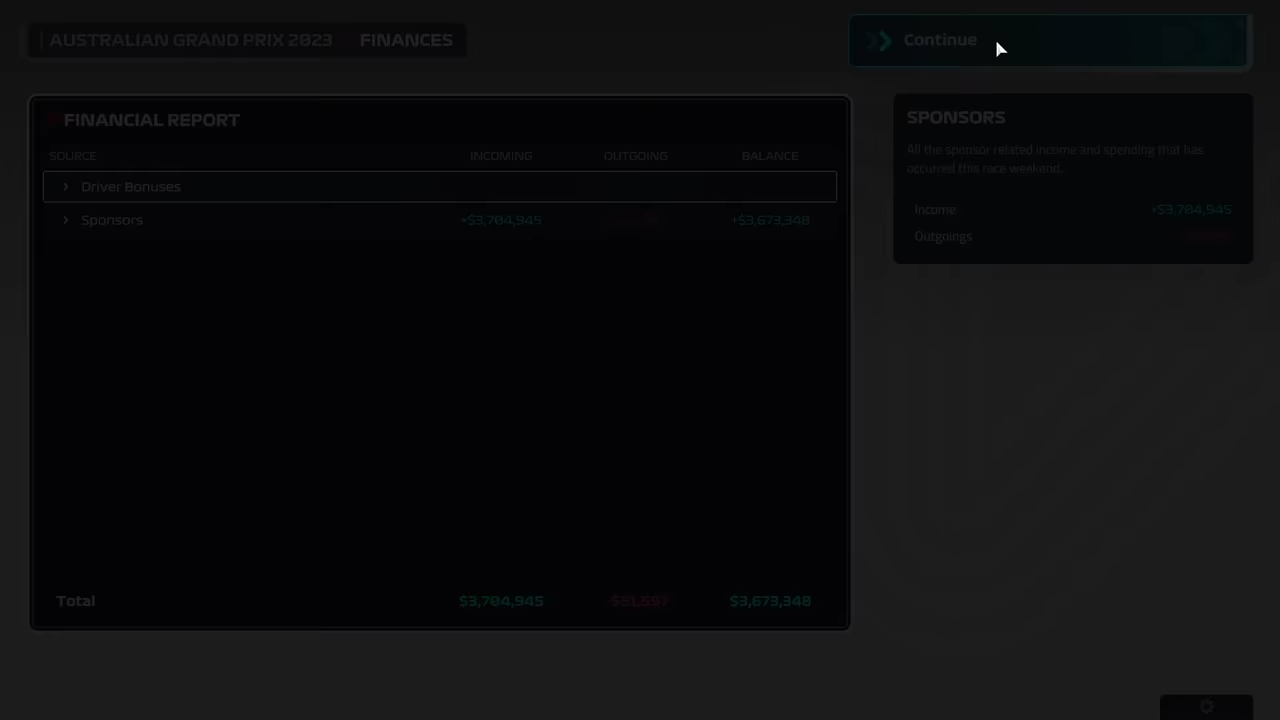 AUSTRALIAN GRAND PRIX 2023 FINANCES
Continue
FINANCIAL REPORT
SOURCE INCOMING OUTGOING BALANCE
Driver Bonuses
Sponsors +$3,704,945 +$3,673,348
Total $3,704,945 $31,597 $3,673,348
SPONSORS
All the sponsor related income and spending that has
occurred this race weekend.
Income +$3,704,945
Outgoings